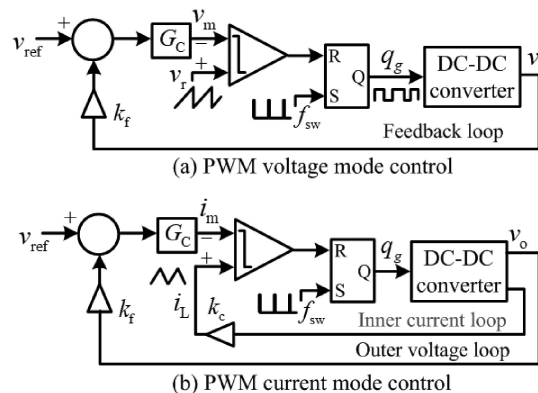 v_ref + G_C v_m − + v_r k_f R S Q q_g f_sw DC-DC converter v
Feedback loop
(a) PWM voltage mode control
v_ref + G_C i_m − + i_L k_c k_f R S Q q_g f_sw DC-DC converter v_o
Inner current loop
Outer voltage loop
(b) PWM current mode control